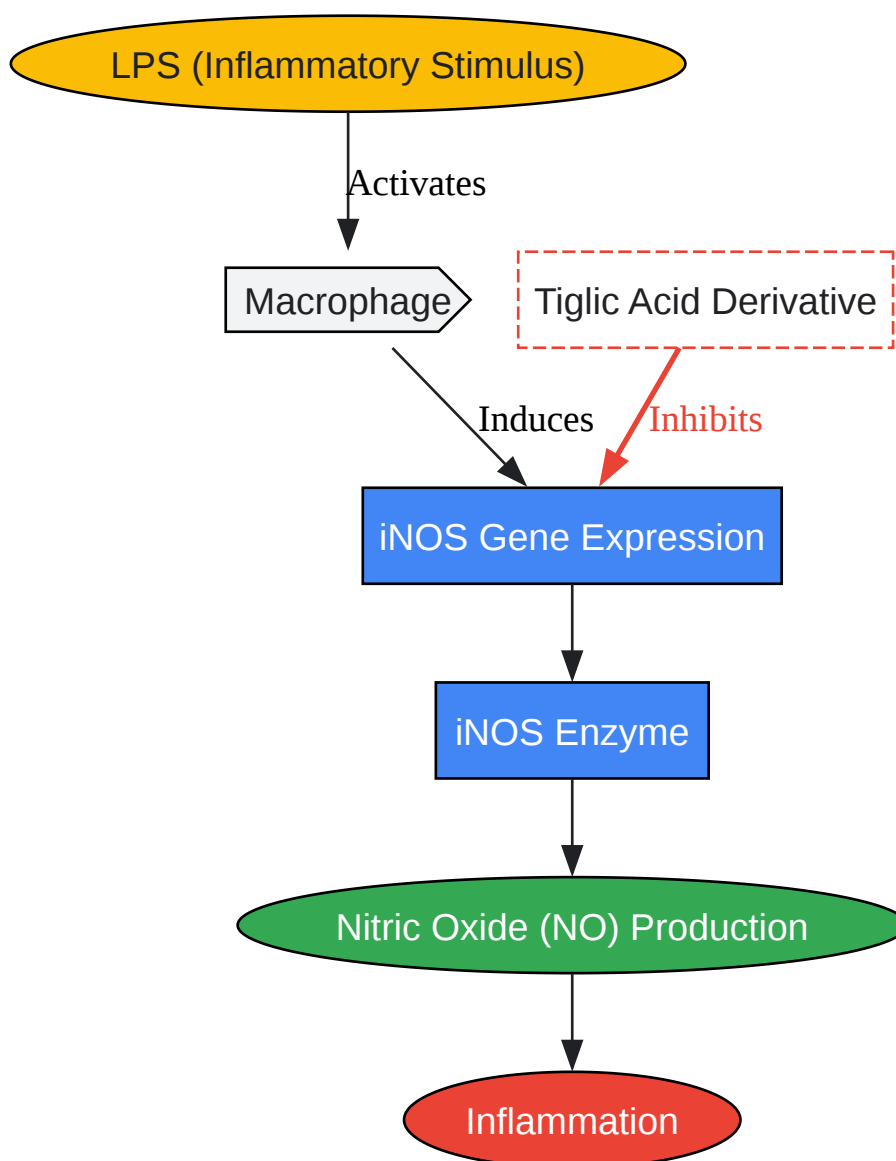 LPS (Inflammatory Stimulus)
Activates
Macrophage
Tiglic Acid Derivative
Induces
Inhibits
iNOS Gene Expression
iNOS Enzyme
Nitric Oxide (NO) Production
Inflammation